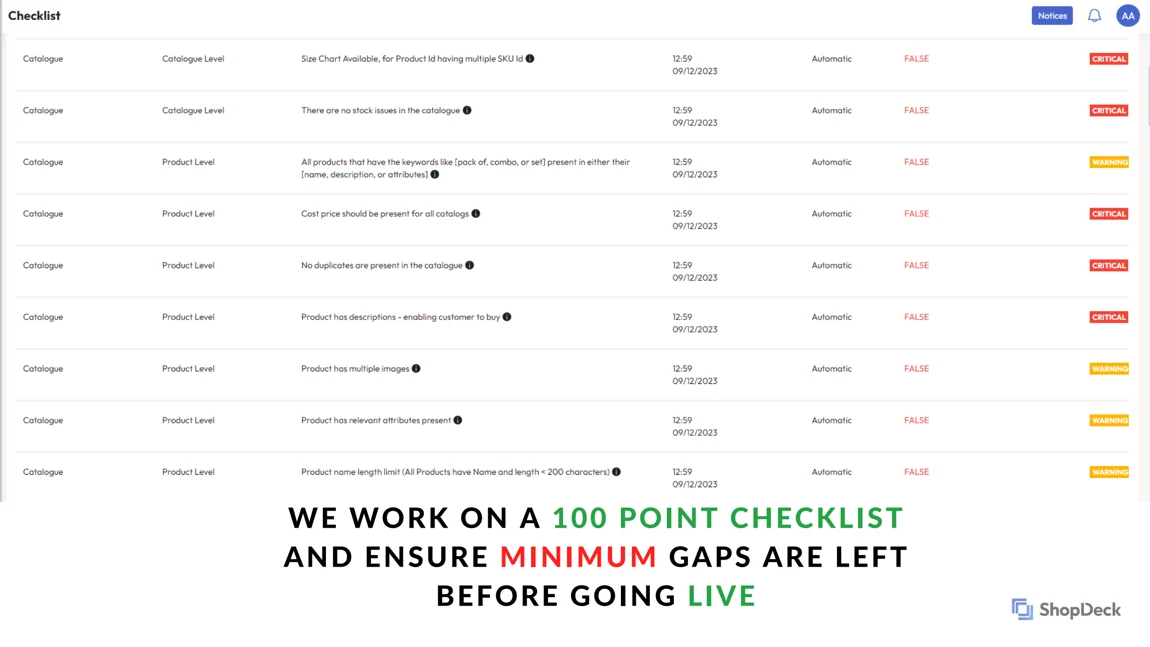 Checklist
Notices
AA
Catalogue Catalogue Level Size Chart Available, for Product Id having multiple SKU Id 12:59 Automatic FALSE CRITICAL
09/12/2023
Catalogue Catalogue Level There are no stock issues in the catalogue 12:59 Automatic FALSE CRITICAL
09/12/2023
Catalogue Product Level All products that have the keywords like [pack of, combo, or set] present in either their 12:59 Automatic FALSE WARNING
[name, description, or attributes] 09/12/2023
Catalogue Product Level Cost price should be present for all catalogs 12:59 Automatic FALSE CRITICAL
09/12/2023
Catalogue Product Level No duplicates are present in the catalogue 12:59 Automatic FALSE CRITICAL
09/12/2023
Catalogue Product Level Product has descriptions - enabling customer to buy 12:59 Automatic FALSE CRITICAL
09/12/2023
Catalogue Product Level Product has multiple images 12:59 Automatic FALSE WARNING
09/12/2023
Catalogue Product Level Product has relevant attributes present 12:59 Automatic FALSE WARNING
09/12/2023
Catalogue Product Level Product name length limit (All Products have Name and length < 200 characters) 12:59 Automatic FALSE WARNING
09/12/2023
WE WORK ON A 100 POINT CHECKLIST
AND ENSURE MINIMUM GAPS ARE LEFT
BEFORE GOING LIVE
ShopDeck